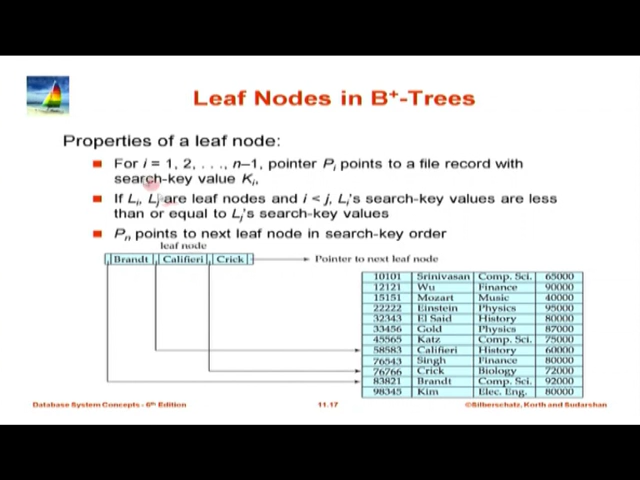 Leaf Nodes in B+-Trees
Properties of a leaf node:
For i = 1, 2, . . ., n–1, pointer Pi points to a file record with
search-key value Ki,
If Li, Lj are leaf nodes and i < j, Li's search-key values are less
than or equal to Lj's search-key values
Pn points to next leaf node in search-key order
leaf node
Brandt Califieri Crick Pointer to next leaf node
10101 Srinivasan Comp. Sci. 65000
12121 Wu Finance 90000
15151 Mozart Music 40000
22222 Einstein Physics 95000
32343 El Said History 80000
33456 Gold Physics 87000
45565 Katz Comp. Sci. 75000
58583 Califieri History 60000
76543 Singh Finance 80000
76766 Crick Biology 72000
83821 Brandt Comp. Sci. 92000
98345 Kim Elec. Eng. 80000
Database System Concepts - 6th Edition 11.17 ©Silberschatz, Korth and Sudarshan